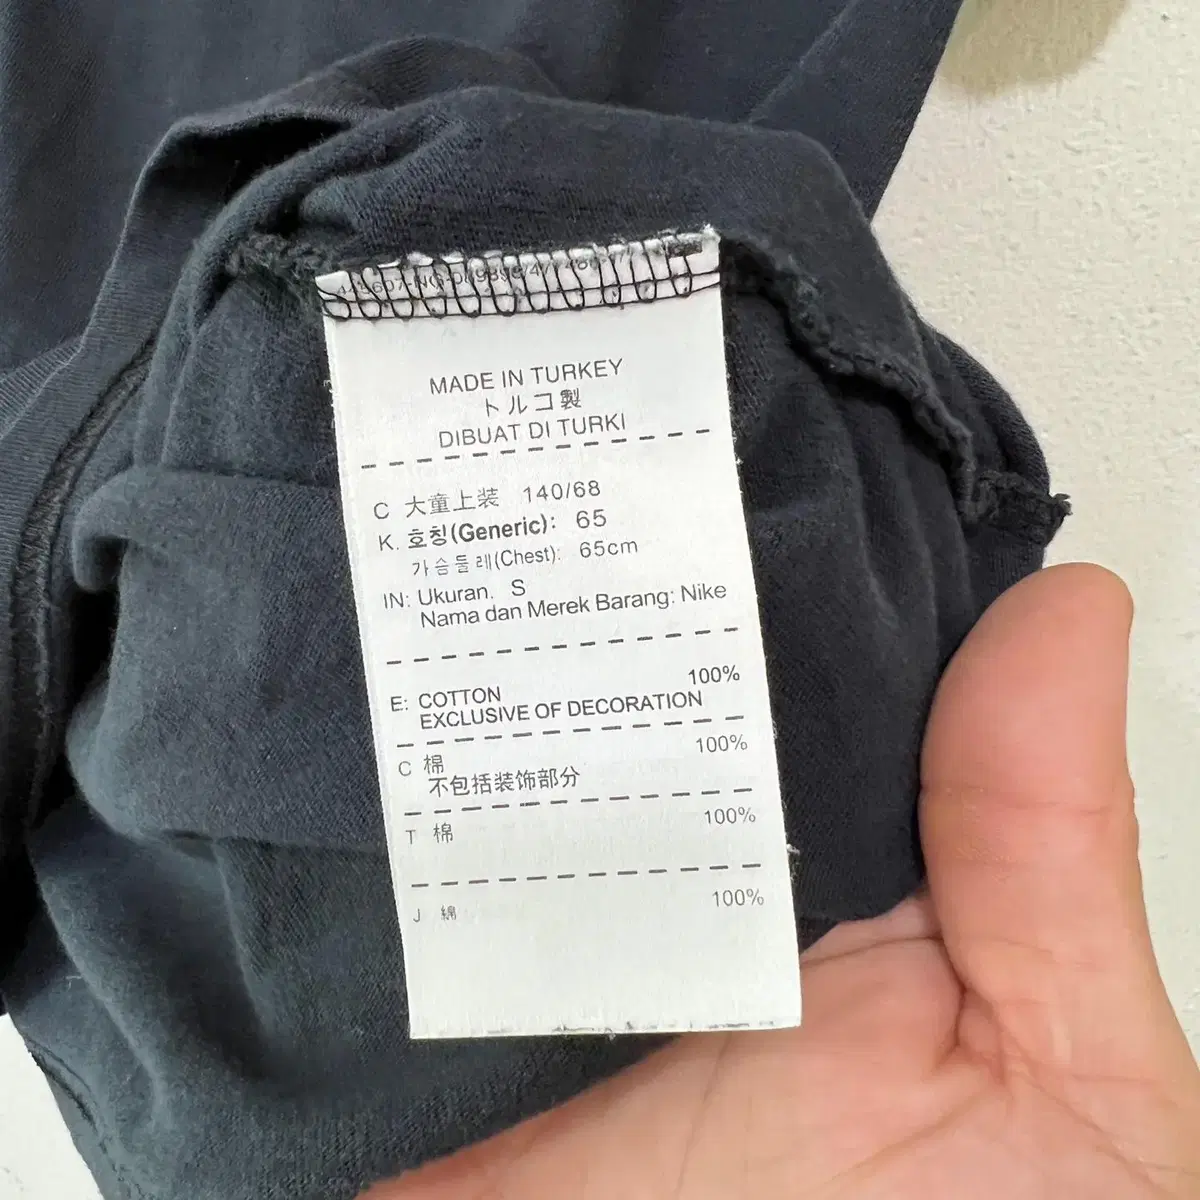 MADE IN TURKEY
トルコ製
DIBUAT DI TURKI
C 大童上装 140/68
K. 호칭(Generic): 65
가슴둘레(Chest): 65cm
IN: Ukuran. S
Nama dan Merek Barang: Nike
E: COTTON 100%
EXCLUSIVE OF DECORATION
C 棉 100%
不包括装饰部分
T 棉 100%
J 綿 100%